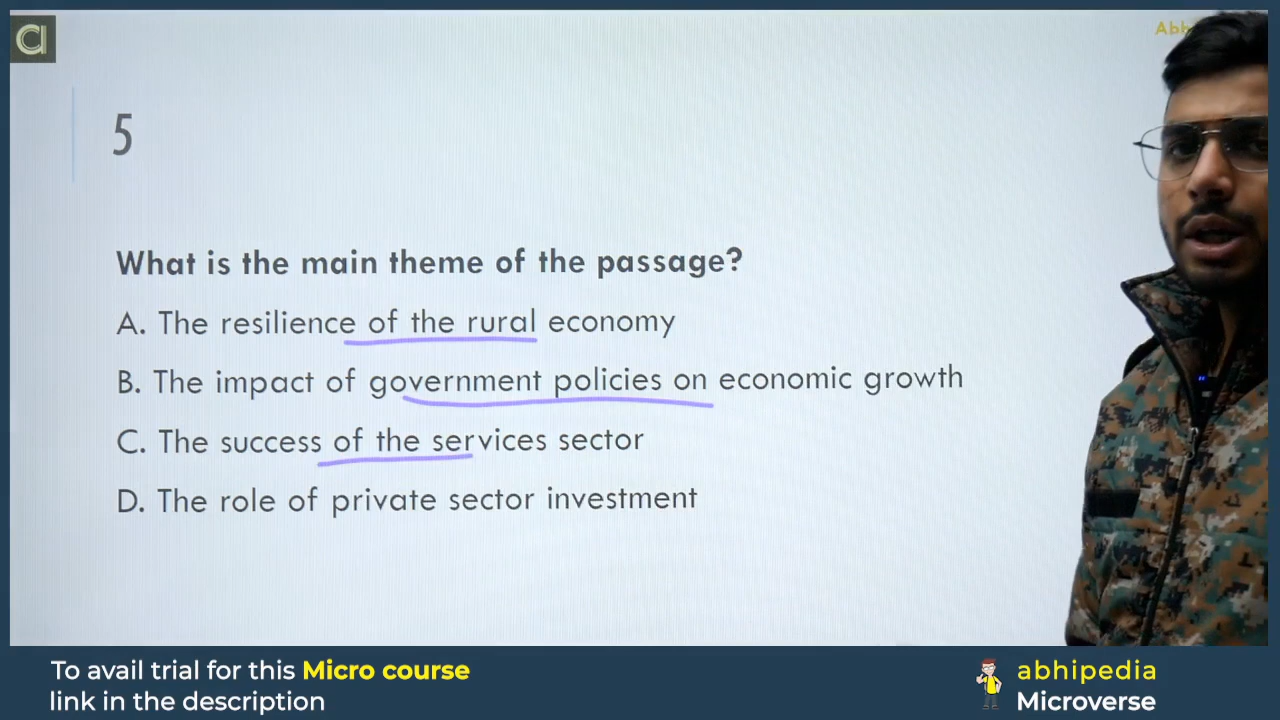 5
What is the main theme of the passage?
A. The resilience of the rural economy
B. The impact of government policies on economic growth
C. The success of the services sector
D. The role of private sector investment
To avail trial for this Micro course
link in the description
abhipedia
Microverse